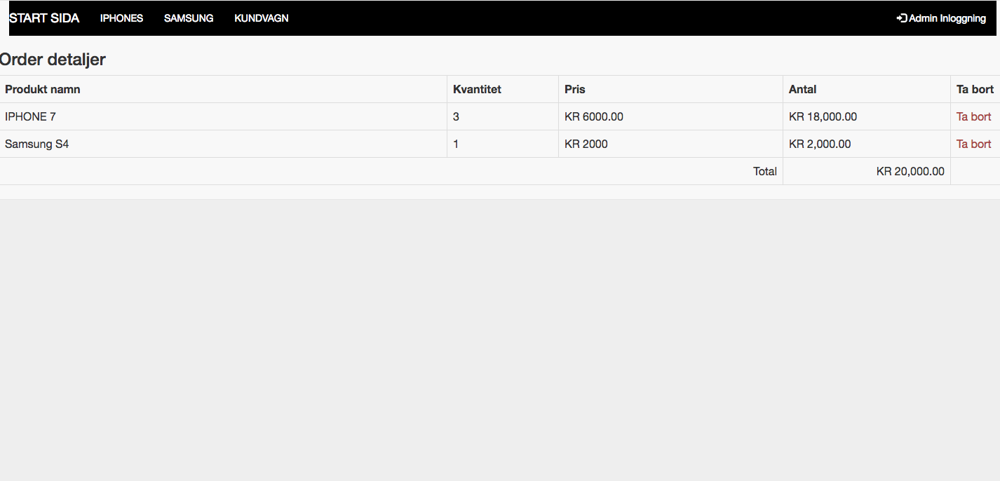 START SIDA IPHONES SAMSUNG KUNDVAGN Admin Inloggning
Order detaljer
Produkt namn Kvantitet Pris Antal Ta bort
IPHONE 7 3 KR 6000.00 KR 18,000.00 Ta bort
Samsung S4 1 KR 2000 KR 2,000.00 Ta bort
Total KR 20,000.00